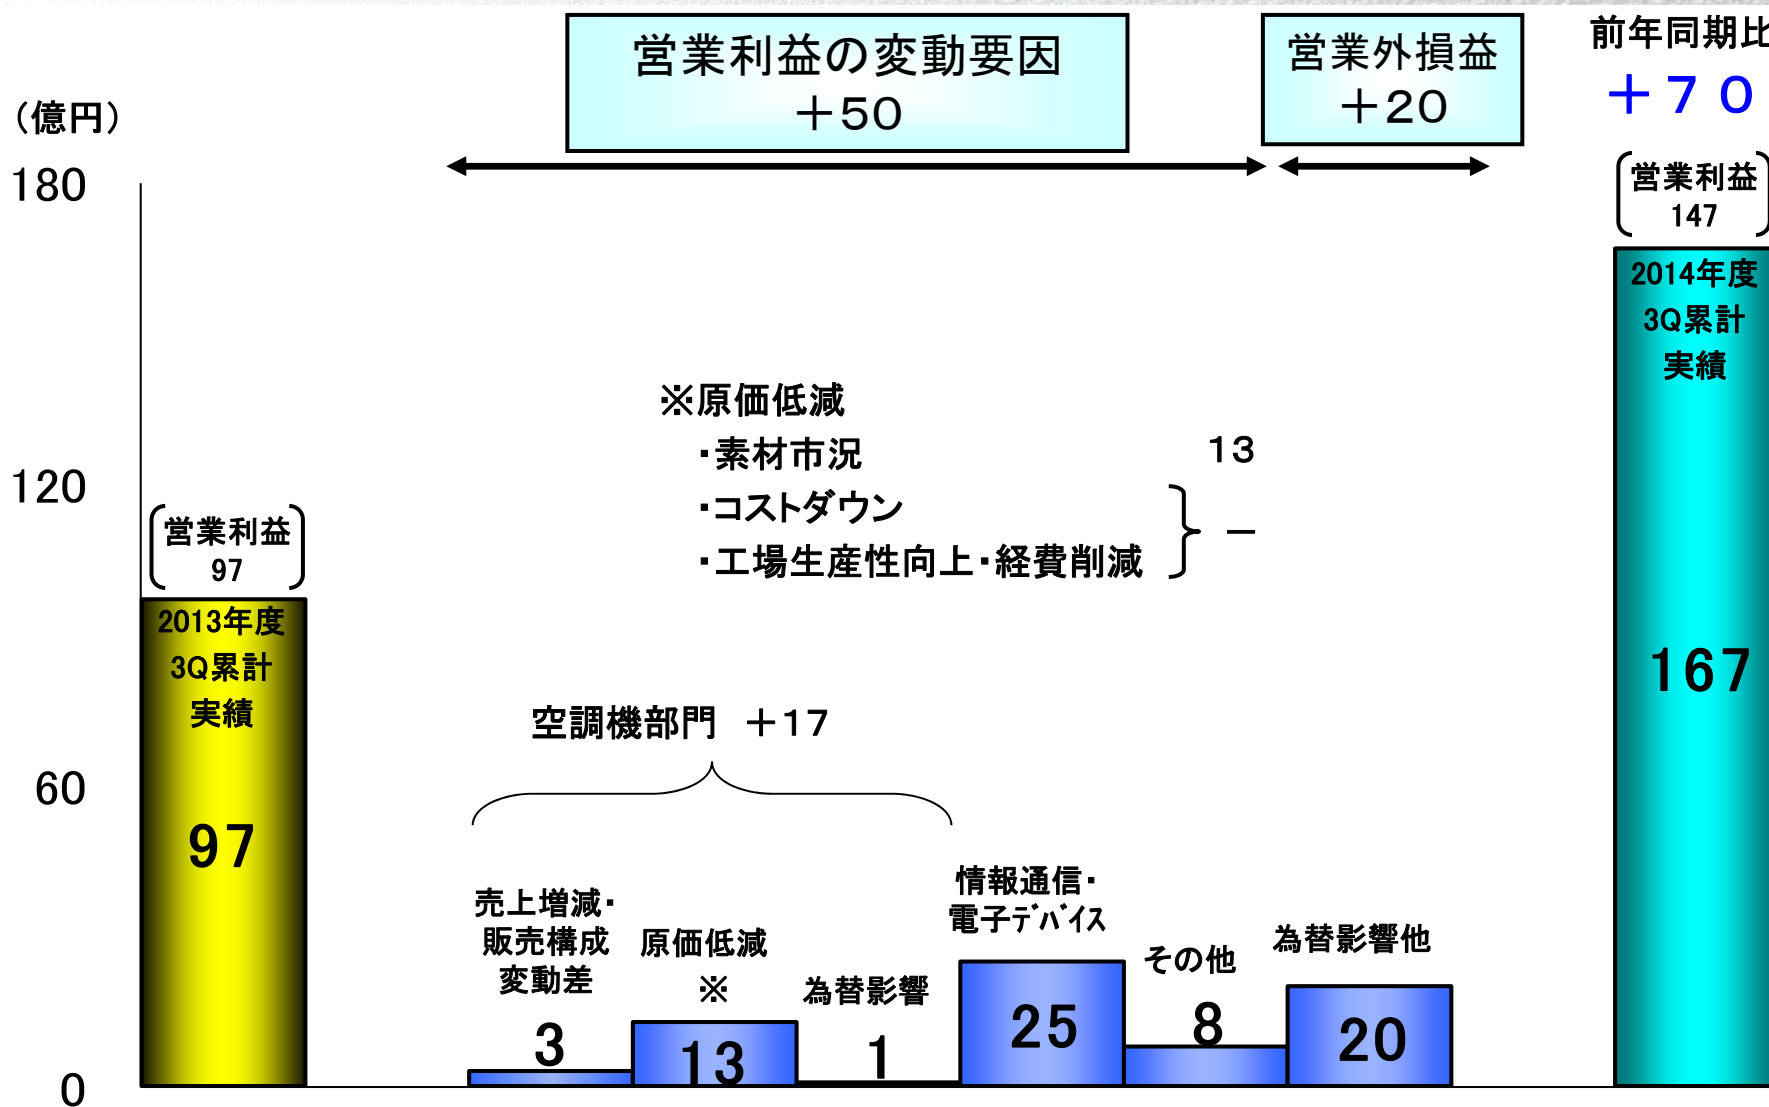 営業利益の変動要因
＋50
営業外損益
＋20
前年同期比
＋７０
（億円）
180
120
60
0
営業利益
97
2013年度
3Q累計
実績
97
※原価低減
・素材市況 13
・コストダウン
・工場生産性向上・経費削減
－
空調機部門 ＋17
売上増減・
販売構成
変動差
3
原価低減
※
13
為替影響
1
情報通信・
電子ﾃﾞﾊﾞｲｽ
25
その他
8
為替影響他
20
営業利益
147
2014年度
3Q累計
実績
167